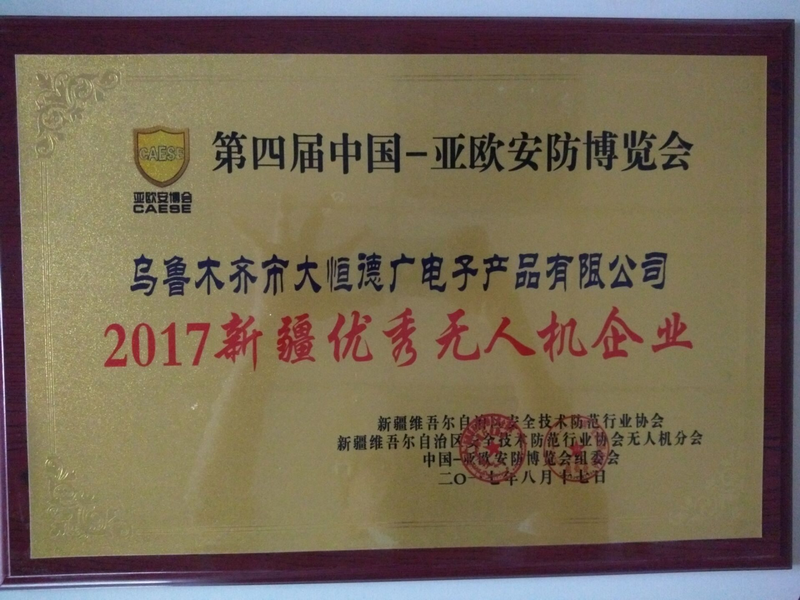 第四届中国-亚欧安防博览会
CAESE
亚欧安博会
CAESE
乌鲁木齐市大恒德广电子产品有限公司
2017新疆优秀无人机企业
新疆维吾尔自治区安全技术防范行业协会
新疆维吾尔自治区安全技术防范行业协会无人机分会
中国-亚欧安防博览会组委会
二〇一七年八月十七日